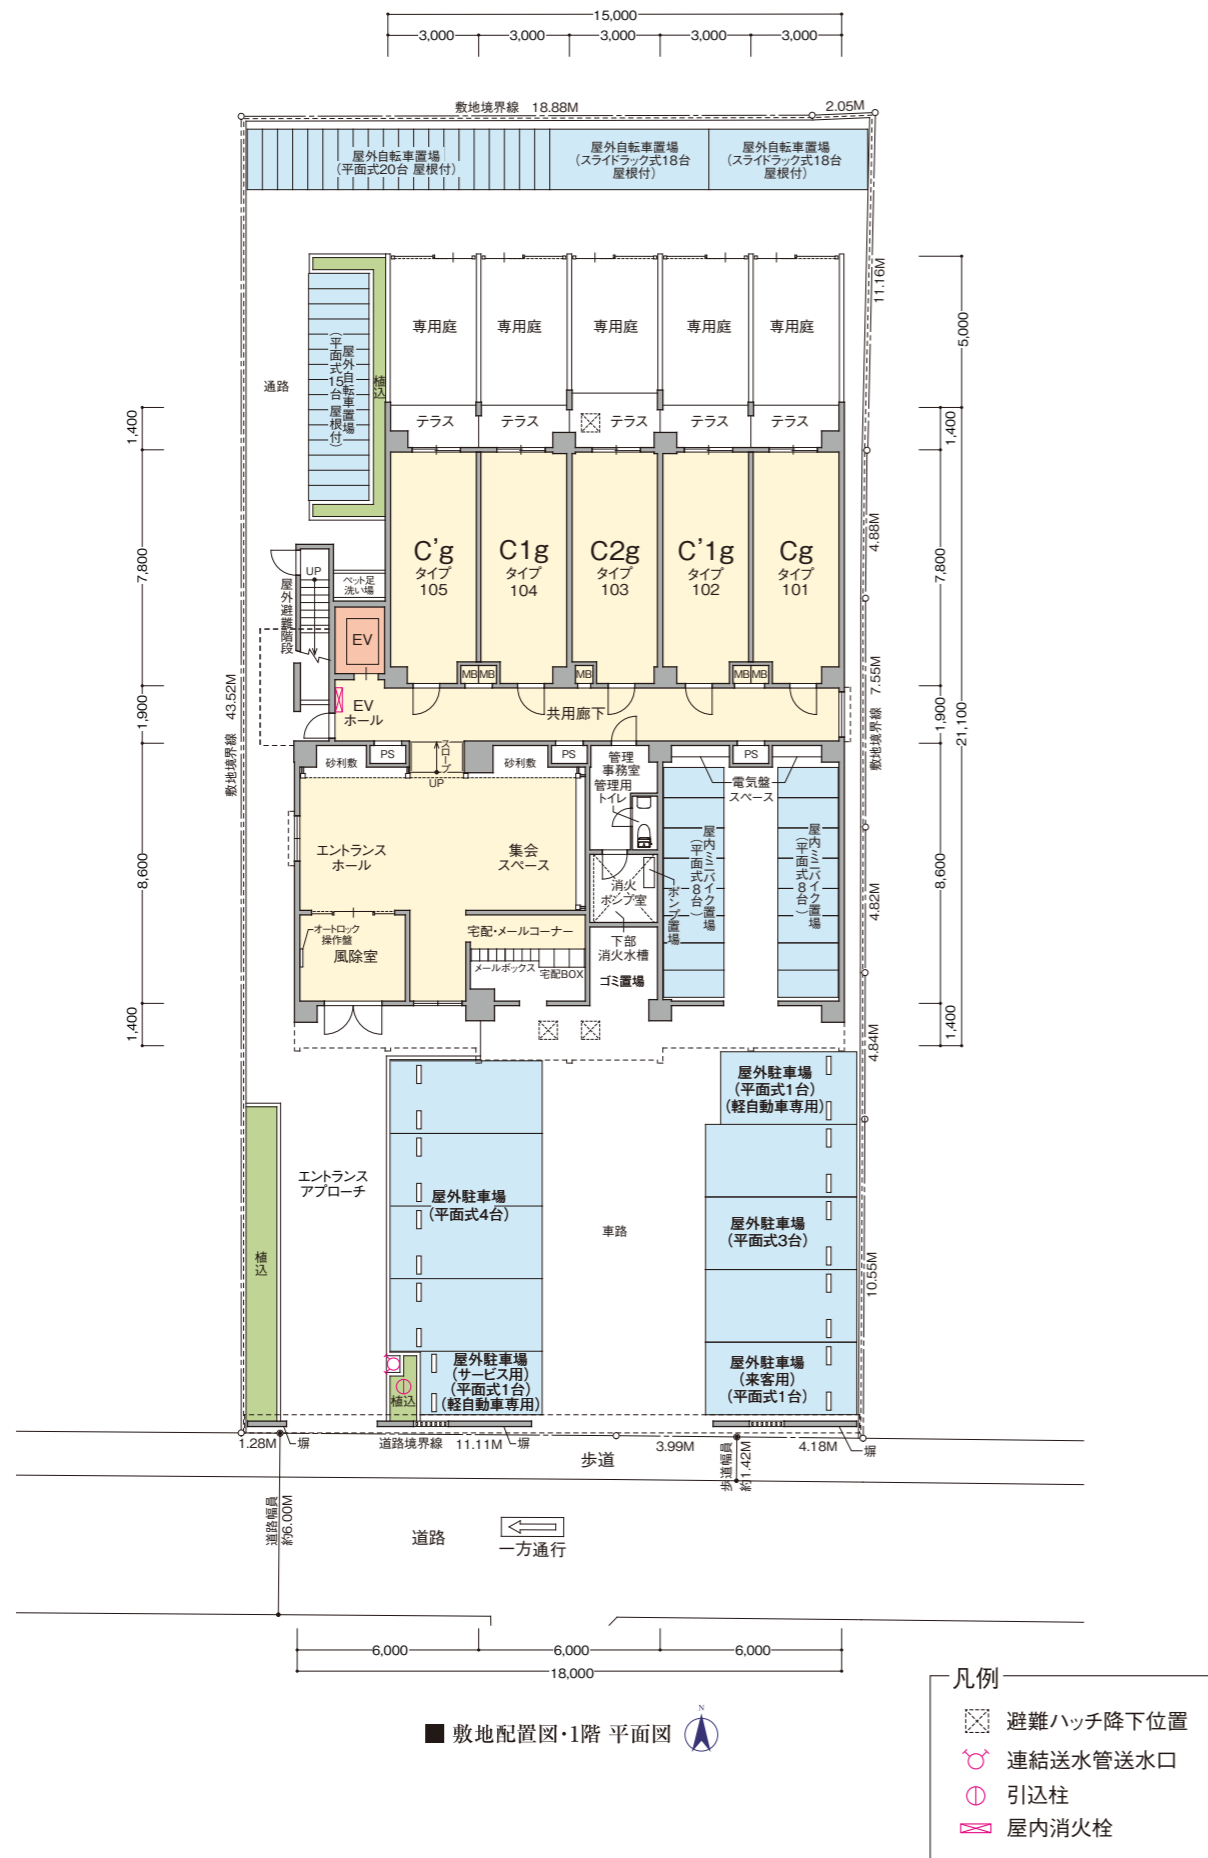 15,000
3,000 3,000 3,000 3,000 3,000
敷地境界線 18.88M
2.05M
屋外自転車置場
(平面式20台 屋根付)
屋外自転車置場
(スライドラック式18台
屋根付)
屋外自転車置場
(スライドラック式18台
屋根付)
11.16M
5,000
通路
屋外自転車置場
(平面式15台 屋根付)
植込
専用庭 専用庭 専用庭 専用庭 専用庭
テラス テラス テラス テラス テラス
1,400
1,400
7,800
7,800
4.88M
C'g
タイプ
105
C1g
タイプ
104
C2g
タイプ
103
C'1g
タイプ
102
Cg
タイプ
101
UP
屋外避難階段
ペット足
洗い場
EV
MB MB MB MB MB
EV
ホール
共用廊下
敷地境界線 43.52M
敷地境界線 7.55M
1,900
1,900
21,100
砂利敷
PS
スロープ
UP
砂利敷
PS
管理
事務室
管理用
トイレ
PS
電気盤
スペース
エントランス
ホール
集会
スペース
消火
ポンプ室
ポンプ置場
屋内ミニバイク置場
(平面式8台)
屋内ミニバイク置場
(平面式8台)
8,600
8,600
4.82M
オートロック
操作盤
風除室
宅配・メールコーナー
メールボックス
宅配BOX
下部
消火水槽
ゴミ置場
1,400
1,400
4.84M
屋外駐車場
(平面式1台)
(軽自動車専用)
エントランス
アプローチ
屋外駐車場
(平面式4台)
車路
屋外駐車場
(平面式3台)
植込
10.55M
屋外駐車場
(サービス用)
(平面式1台)
(軽自動車専用)
植込
屋外駐車場
(来客用)
(平面式1台)
1.28M
塀
道路境界線 11.11M
塀
3.99M
4.18M
塀
歩道
歩道幅員
約1.42M
道路幅員
約6.00M
道路
一方通行
6,000 6,000 6,000
18,000
■ 敷地配置図・1階 平面図
N
凡例
避難ハッチ降下位置
連結送水管送水口
引込柱
屋内消火栓